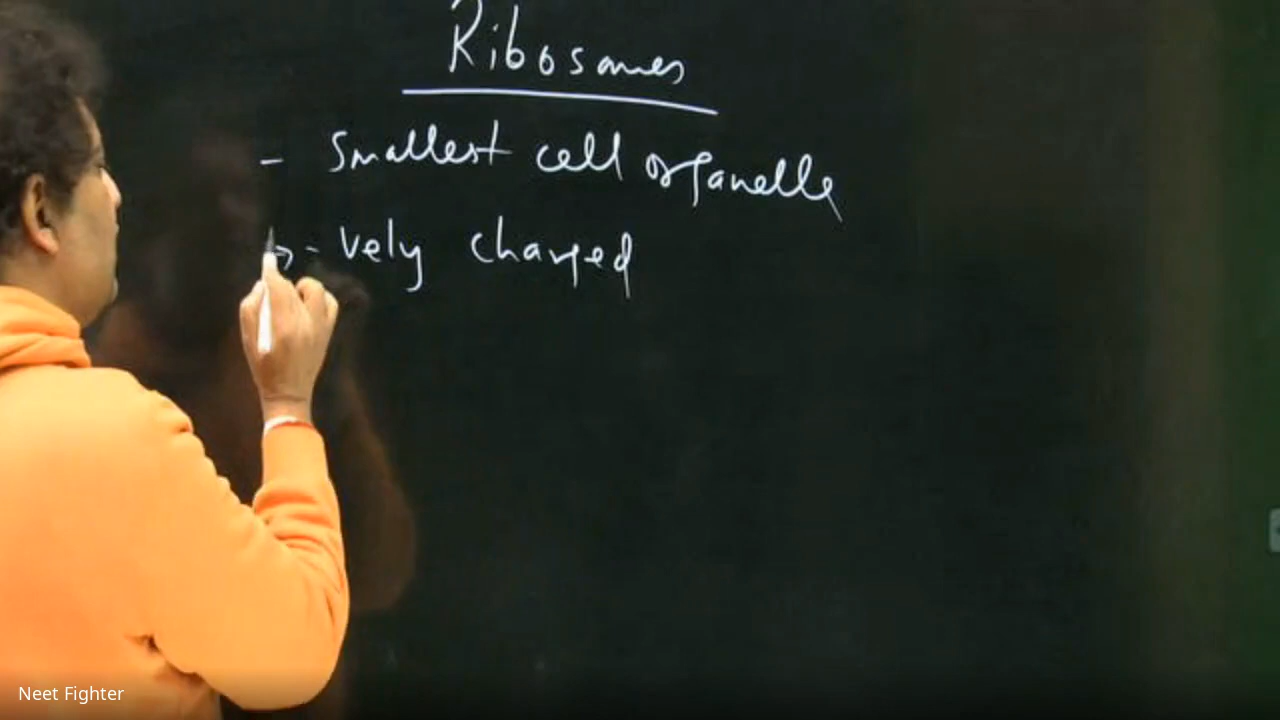 Ribosomes
- Smallest cell organelle
→ - vely charged
Neet Fighter